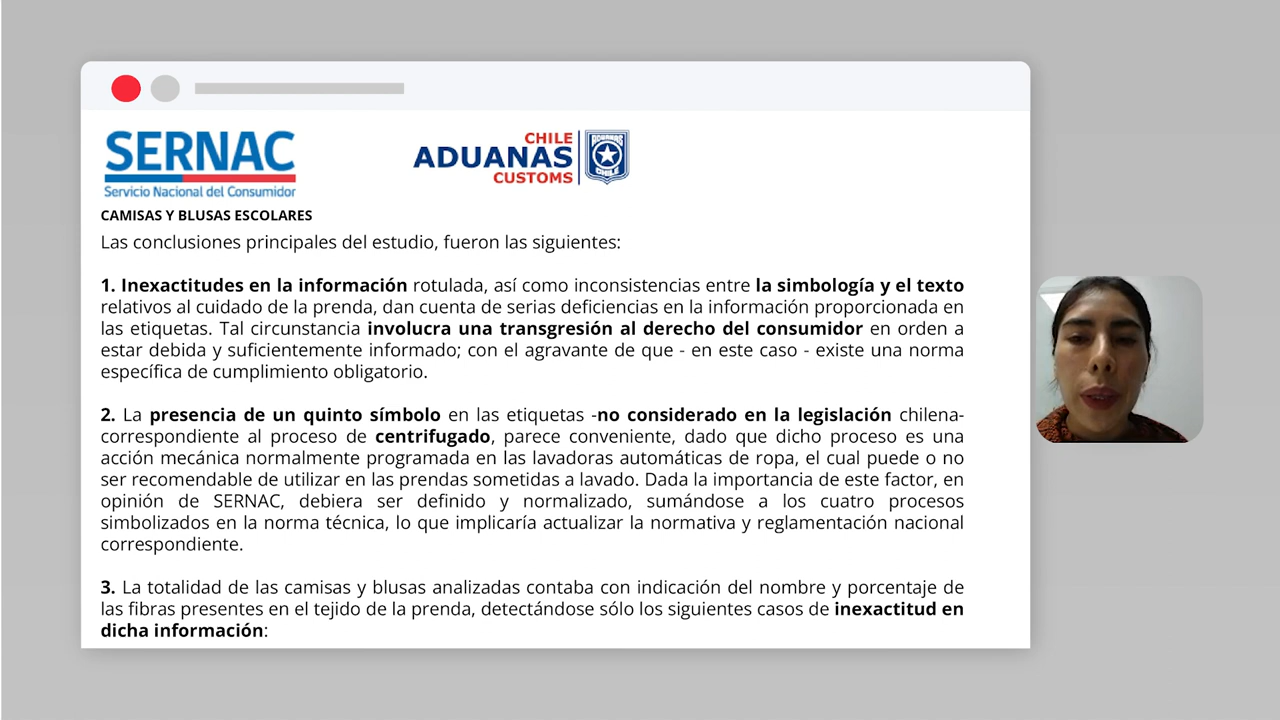 SERNAC
Servicio Nacional del Consumidor
CHILE
ADUANAS
CUSTOMS
ADUANAS
CHILE
CAMISAS Y BLUSAS ESCOLARES
Las conclusiones principales del estudio, fueron las siguientes:
1. Inexactitudes en la información rotulada, así como inconsistencias entre la simbología y el texto
relativos al cuidado de la prenda, dan cuenta de serias deficiencias en la información proporcionada en
las etiquetas. Tal circunstancia involucra una transgresión al derecho del consumidor en orden a
estar debida y suficientemente informado; con el agravante de que - en este caso - existe una norma
específica de cumplimiento obligatorio.
2. La presencia de un quinto símbolo en las etiquetas -no considerado en la legislación chilena-
correspondiente al proceso de centrifugado, parece conveniente, dado que dicho proceso es una
acción mecánica normalmente programada en las lavadoras automáticas de ropa, el cual puede o no
ser recomendable de utilizar en las prendas sometidas a lavado. Dada la importancia de este factor, en
opinión de SERNAC, debiera ser definido y normalizado, sumándose a los cuatro procesos
simbolizados en la norma técnica, lo que implicaría actualizar la normativa y reglamentación nacional
correspondiente.
3. La totalidad de las camisas y blusas analizadas contaba con indicación del nombre y porcentaje de
las fibras presentes en el tejido de la prenda, detectándose sólo los siguientes casos de inexactitud en
dicha información: